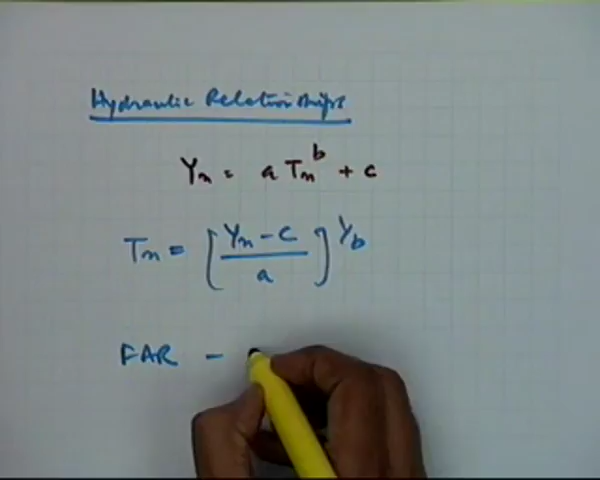 Hydraulic Relationships
Yn = a Tn^b + c
Tn = [ (Yn - c) / a ]^1/b
FAR -